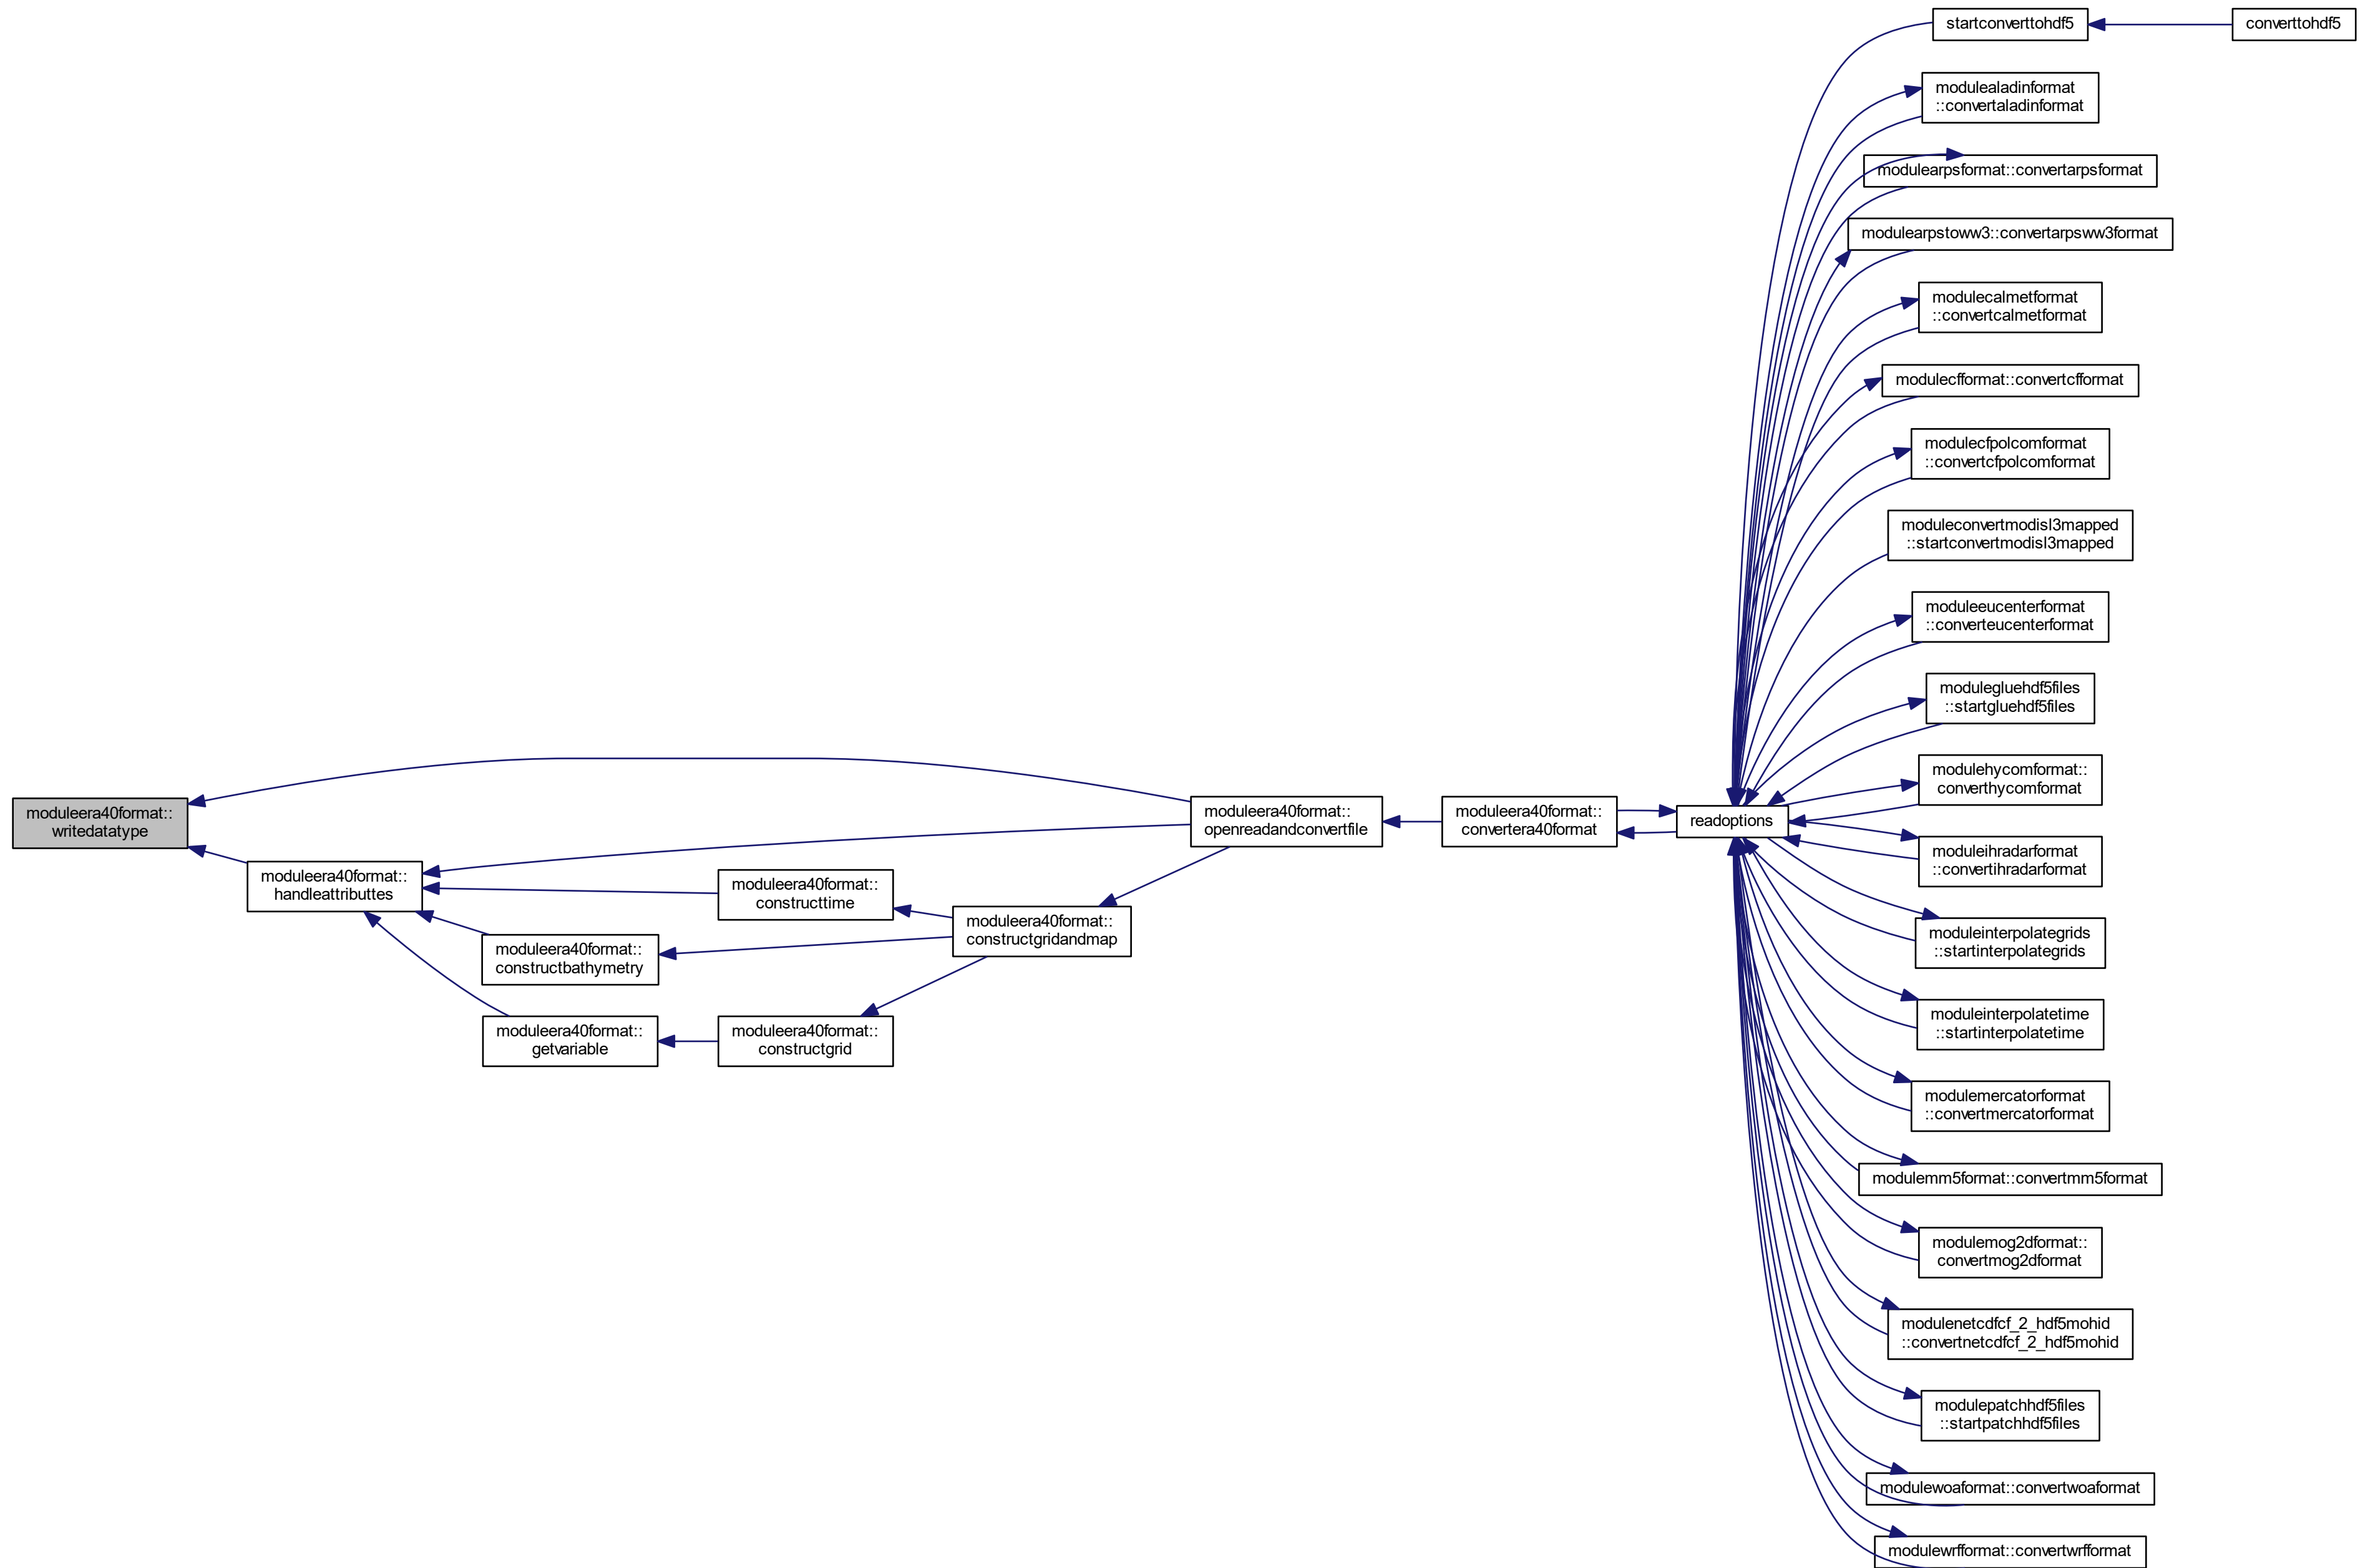 startconverttohdf5
converttohdf5
modulealadinformat
::convertaladinformat
modulearpsformat::convertarpsformat
modulearpstoww3::convertarpsww3format
modulecalmetformat
::convertcalmetformat
modulecfformat::convertcfformat
modulecfpolcomformat
::convertcfpolcomformat
moduleconvertmodisl3mapped
::startconvertmodisl3mapped
moduleeucenterformat
::converteucenterformat
modulegluehdf5files
::startgluehdf5files
modulehycomformat::
converthycomformat
moduleera40format::
writedatatype
moduleera40format::
openreadandconvertfile
moduleera40format::
convertera40format
readoptions
moduleihradarformat
::convertihradarformat
moduleera40format::
handleattributtes
moduleera40format::
constructtime
moduleera40format::
constructgridandmap
moduleinterpolategrids
::startinterpolategrids
moduleera40format::
constructbathymetry
moduleera40format::
getvariable
moduleera40format::
constructgrid
moduleinterpolatetime
::startinterpolatetime
modulemercatorformat
::convertmercatorformat
modulemm5format::convertmm5format
modulemog2dformat::
convertmog2dformat
modulenetcdfcf_2_hdf5mohid
::convertnetcdfcf_2_hdf5mohid
modulepatchhdf5files
::startpatchhdf5files
modulewoaformat::convertwoaformat
modulewrfformat::convertwrfformat